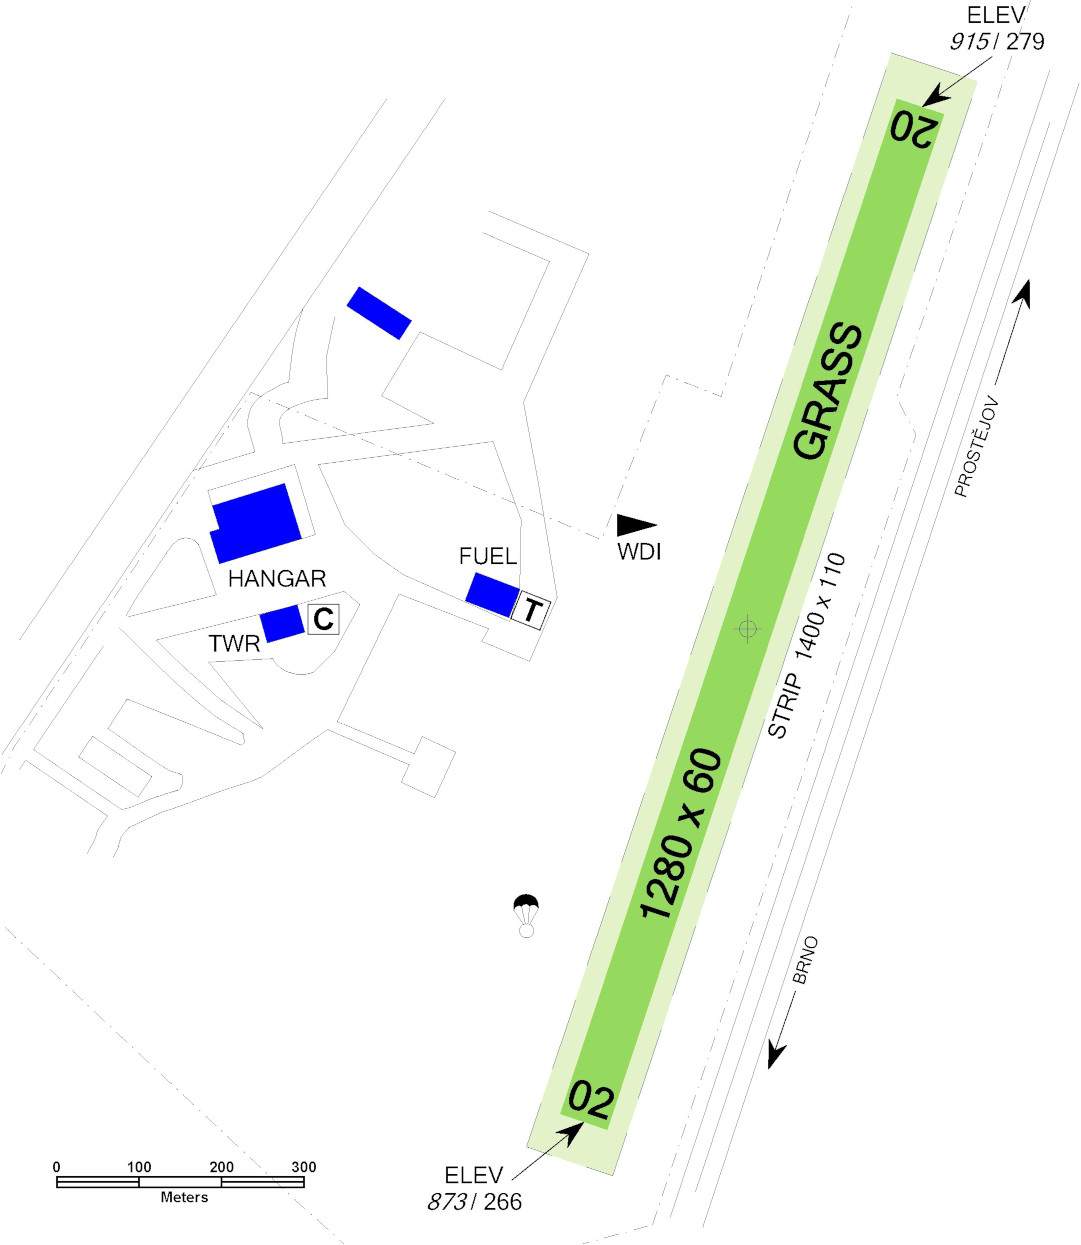 ELEV
915 / 279
20
GRASS
PROSTĚJOV
WDI
FUEL
T
HANGAR
C
TWR
STRIP 1400 x 110
1280 x 60
BRNO
02
ELEV
873 / 266
0 100 200 300
Meters